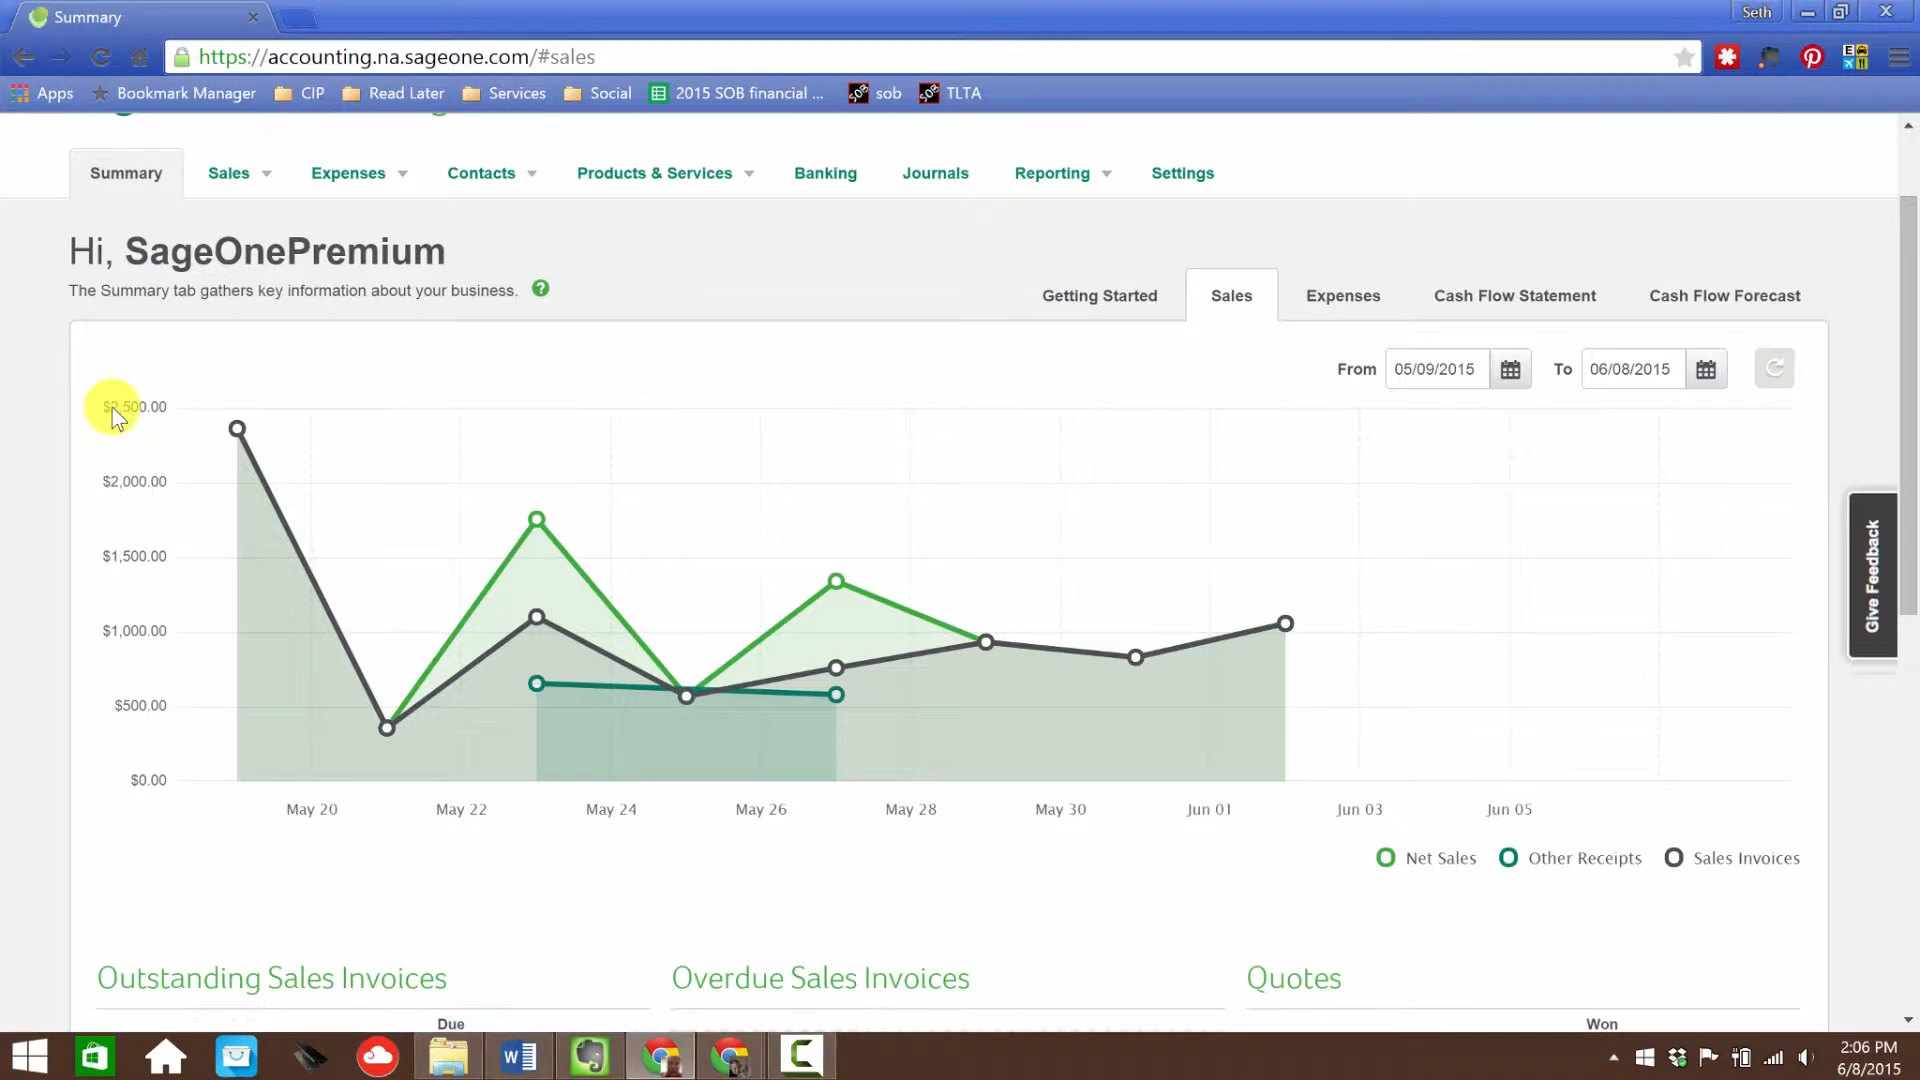 Summary
Seth
https://accounting.na.sageone.com/#sales
Apps Bookmark Manager CIP Read Later Services Social 2015 SOB financial ... sob TLTA
Summary Sales Expenses Contacts Products & Services Banking Journals Reporting Settings
Hi, SageOnePremium
The Summary tab gathers key information about your business. ?
Getting Started Sales Expenses Cash Flow Statement Cash Flow Forecast
From 05/09/2015 To 06/08/2015
$2,500.00
$2,000.00
$1,500.00
$1,000.00
$500.00
$0.00
May 20 May 22 May 24 May 26 May 28 May 30 Jun 01 Jun 03 Jun 05
Net Sales Other Receipts Sales Invoices
Give Feedback
Outstanding Sales Invoices Overdue Sales Invoices Quotes
Due Won
2:06 PM
6/8/2015